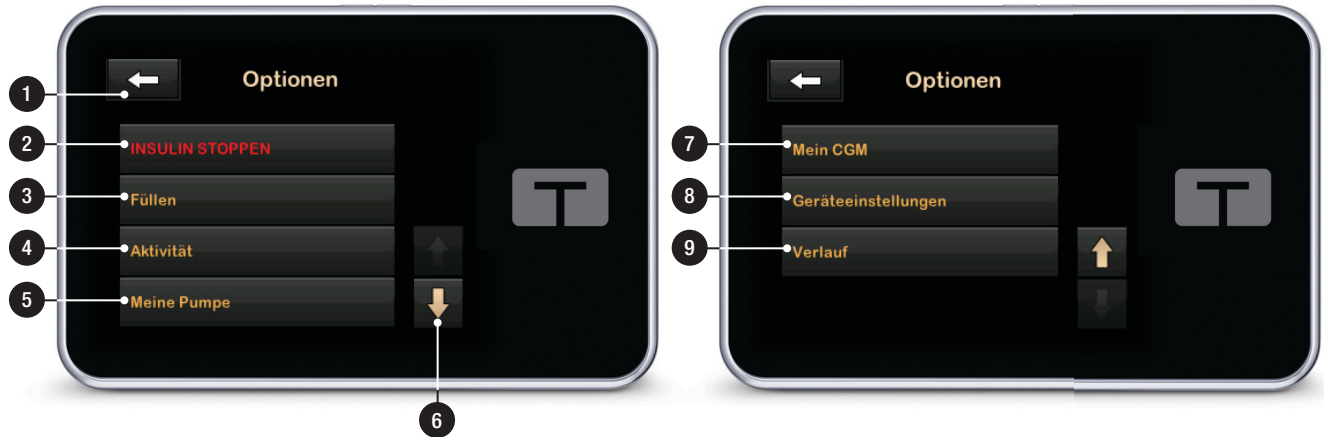 Optionen
1
2 INSULIN STOPPEN
3 Füllen
4 Aktivität
5 Meine Pumpe
6
Optionen
7 Mein CGM
8 Geräteeinstellungen
9 Verlauf